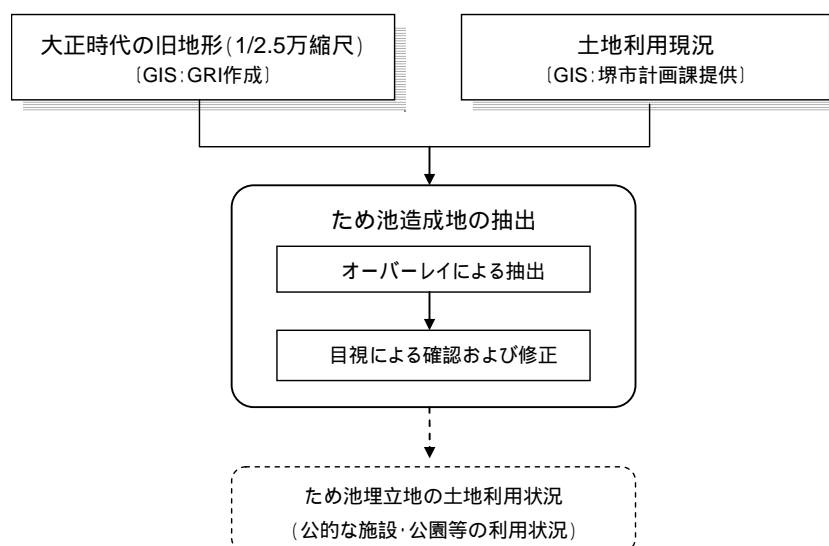 大正時代の旧地形(1/2.5万縮尺)
[GIS:GRI作成]
土地利用現況
[GIS:堺市計画課提供]
ため池造成地の抽出
オーバーレイによる抽出
目視による確認および修正
ため池埋立地の土地利用状況
(公的な施設・公園等の利用状況)